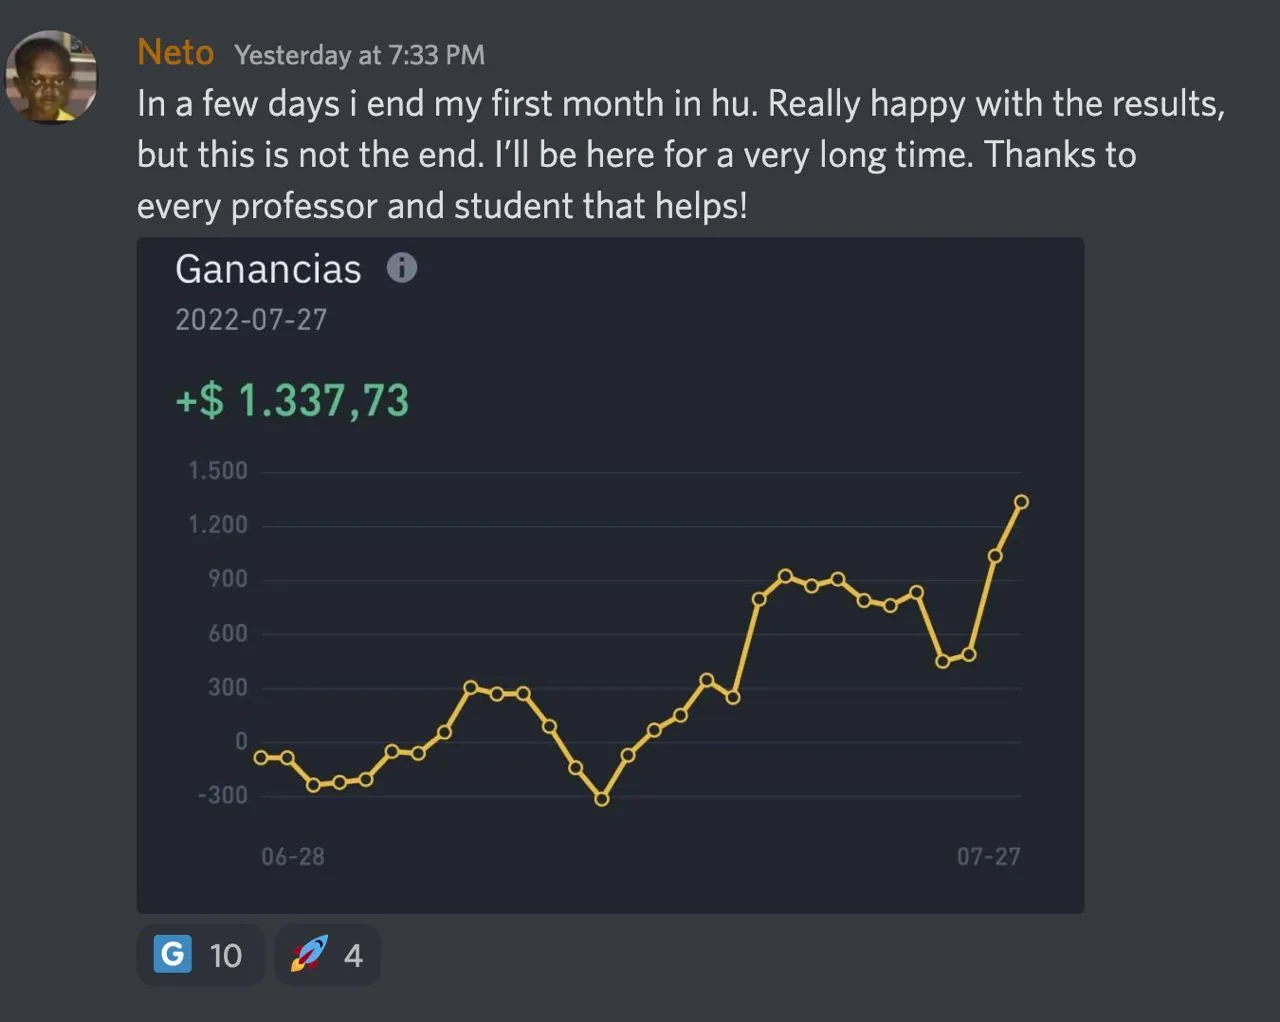 Neto Yesterday at 7:33 PM
In a few days i end my first month in hu. Really happy with the results,
but this is not the end. I’ll be here for a very long time. Thanks to
every professor and student that helps!
Ganancias i
2022-07-27
+$ 1.337,73
1.500
1.200
900
600
300
0
-300
06-28 07-27
G 10 4